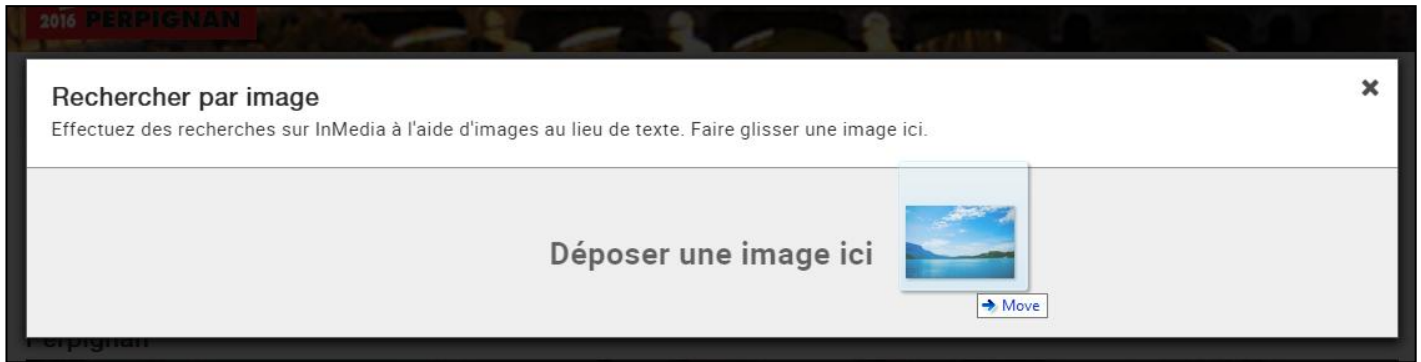 2016 PERPIGNAN
Rechercher par image
Effectuez des recherches sur InMedia à l'aide d'images au lieu de texte. Faire glisser une image ici.
Déposer une image ici
Move
Perpignan